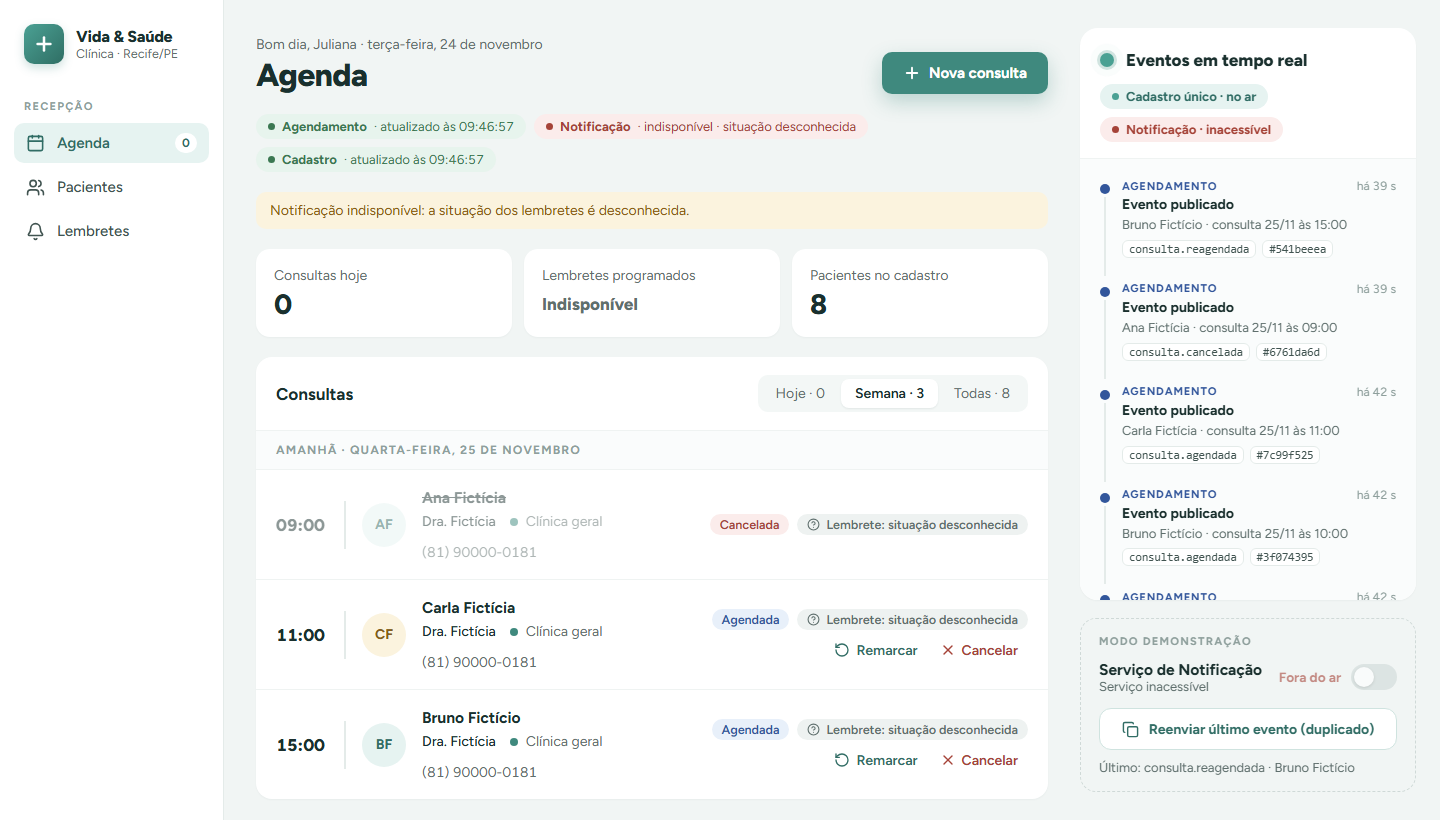 Vida & Saúde
Clínica · Recife/PE
RECEPÇÃO
Agenda 0
Pacientes
Lembretes
Bom dia, Juliana · terça-feira, 24 de novembro
Agenda
Nova consulta
Agendamento · atualizado às 09:46:57
Notificação · indisponível · situação desconhecida
Cadastro · atualizado às 09:46:57
Notificação indisponível: a situação dos lembretes é desconhecida.
Consultas hoje
0
Lembretes programados
Indisponível
Pacientes no cadastro
8
Consultas
Hoje · 0 Semana · 3 Todas · 8
AMANHÃ · QUARTA-FEIRA, 25 DE NOVEMBRO
09:00
AF
Ana Fictícia
Dra. Fictícia Clínica geral
(81) 90000-0181
Cancelada Lembrete: situação desconhecida
11:00
CF
Carla Fictícia
Dra. Fictícia Clínica geral
(81) 90000-0181
Agendada Lembrete: situação desconhecida
Remarcar Cancelar
15:00
BF
Bruno Fictício
Dra. Fictícia Clínica geral
(81) 90000-0181
Agendada Lembrete: situação desconhecida
Remarcar Cancelar
Eventos em tempo real
Cadastro único · no ar
Notificação · inacessível
AGENDAMENTO há 39 s
Evento publicado
Bruno Fictício · consulta 25/11 às 15:00
consulta.reagendada #541beeea
AGENDAMENTO há 39 s
Evento publicado
Ana Fictícia · consulta 25/11 às 09:00
consulta.cancelada #6761da6d
AGENDAMENTO há 42 s
Evento publicado
Carla Fictícia · consulta 25/11 às 11:00
consulta.agendada #7c99f525
AGENDAMENTO há 42 s
Evento publicado
Bruno Fictício · consulta 25/11 às 10:00
consulta.agendada #3f074395
AGENDAMENTO há 42 s
MODO DEMONSTRAÇÃO
Serviço de Notificação
Serviço inacessível
Fora do ar
Reenviar último evento (duplicado)
Último: consulta.reagendada · Bruno Fictício